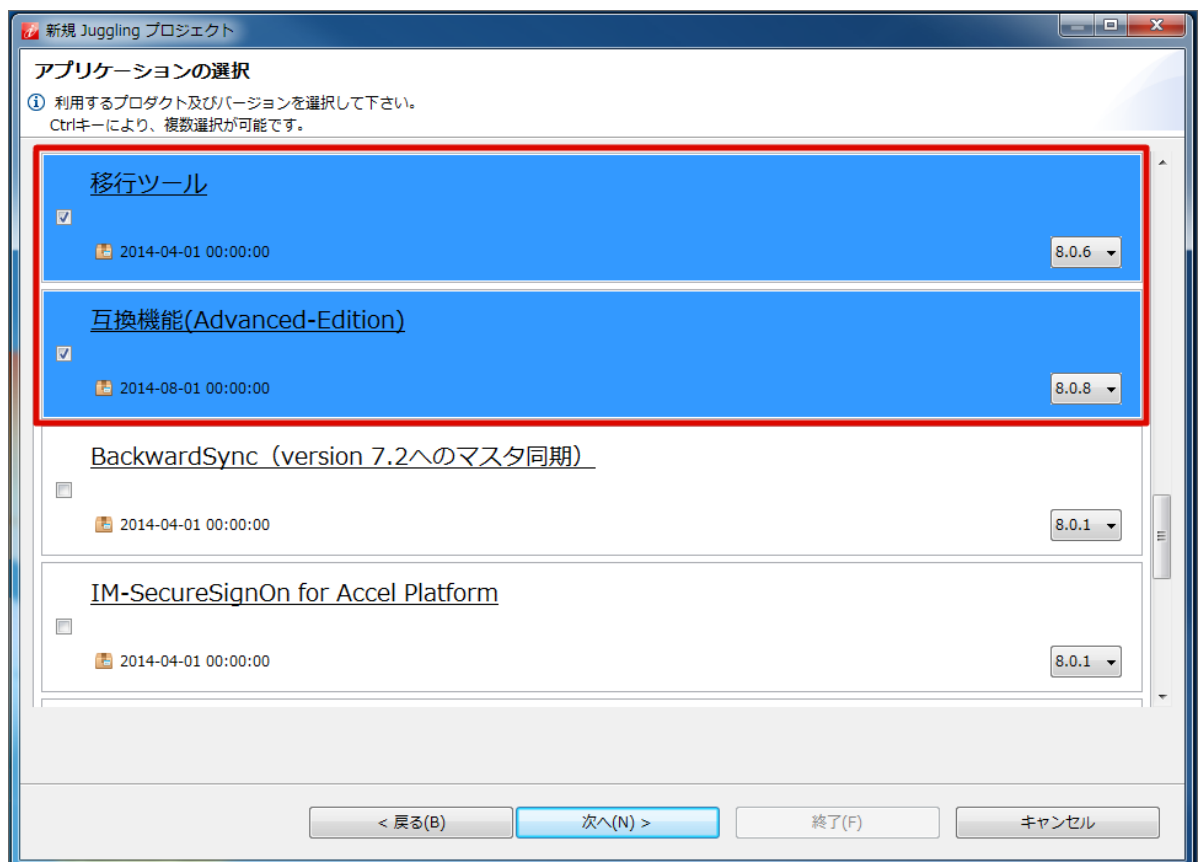 新規 Juggling プロジェクト
アプリケーションの選択
利用するプロダクト及びバージョンを選択して下さい。
Ctrlキーにより、複数選択が可能です。
移行ツール
2014-04-01 00:00:00
8.0.6
互換機能(Advanced-Edition)
2014-08-01 00:00:00
8.0.8
BackwardSync（version 7.2へのマスタ同期）
2014-04-01 00:00:00
8.0.1
IM-SecureSignOn for Accel Platform
2014-04-01 00:00:00
8.0.1
< 戻る(B)
次へ(N) >
終了(F)
キャンセル